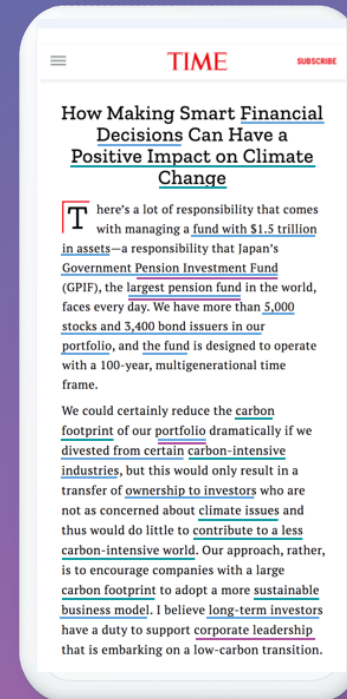 TIME
SUBSCRIBE
How Making Smart Financial
Decisions Can Have a
Positive Impact on Climate
Change
There's a lot of responsibility that comes
with managing a fund with $1.5 trillion
in assets—a responsibility that Japan's
Government Pension Investment Fund
(GPIF), the largest pension fund in the world,
faces every day. We have more than 5,000
stocks and 3,400 bond issuers in our
portfolio, and the fund is designed to operate
with a 100-year, multigenerational time
frame.
We could certainly reduce the carbon
footprint of our portfolio dramatically if we
divested from certain carbon-intensive
industries, but this would only result in a
transfer of ownership to investors who are
not as concerned about climate issues and
thus would do little to contribute to a less
carbon-intensive world. Our approach, rather,
is to encourage companies with a large
carbon footprint to adopt a more sustainable
business model. I believe long-term investors
have a duty to support corporate leadership
that is embarking on a low-carbon transition.